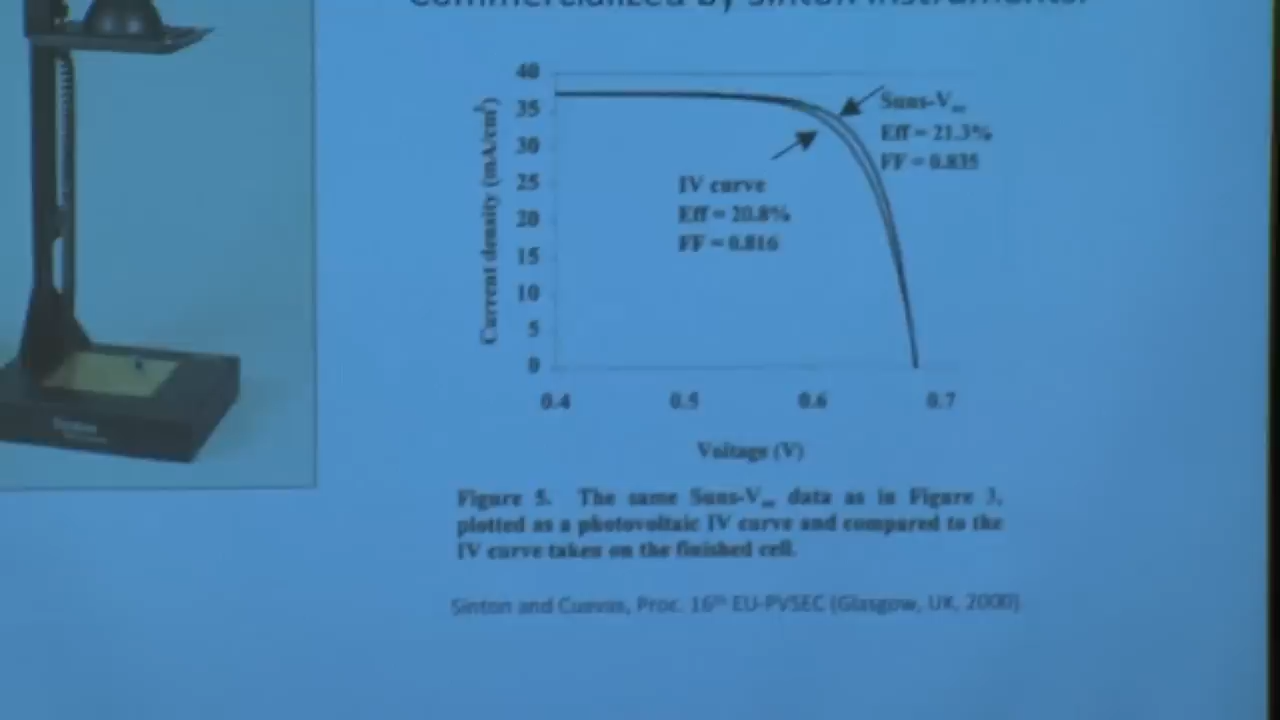 Commercialized by Sinton Instruments.
40
35
30
25
20
15
10
5
0
Current density (mA/cm²)
Suns-Voc
Eff = 21.3%
FF = 0.835
IV curve
Eff = 20.8%
FF = 0.816
0.4 0.5 0.6 0.7
Voltage (V)
Figure 5. The same Suns-Voc data as in Figure 3,
plotted as a photovoltaic IV curve and compared to the
IV curve taken on the finished cell.
Sinton and Cuevas, Proc. 16th EU-PVSEC (Glasgow, UK, 2000)
Sinton